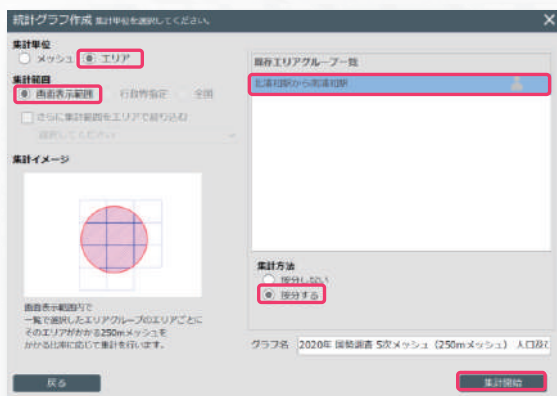 統計グラフ作成 集計単位を選択してください。
集計単位
メッシュ エリア
集計範囲
画面表示範囲 行政界指定 全国
さらに集計範囲をエリアで絞り込む
選択してください
集計イメージ
画面表示範囲内で
一覧で選択したエリアグループのエリアごとに
そのエリアがかかる250mメッシュを
かかる比率に応じて集計を行います。
既存エリアグループ一覧
北浦和駅から南浦和駅
集計方法
按分しない
按分する
グラフ名 2020年 国勢調査 5次メッシュ（250mメッシュ） 人口及び
戻る
集計開始